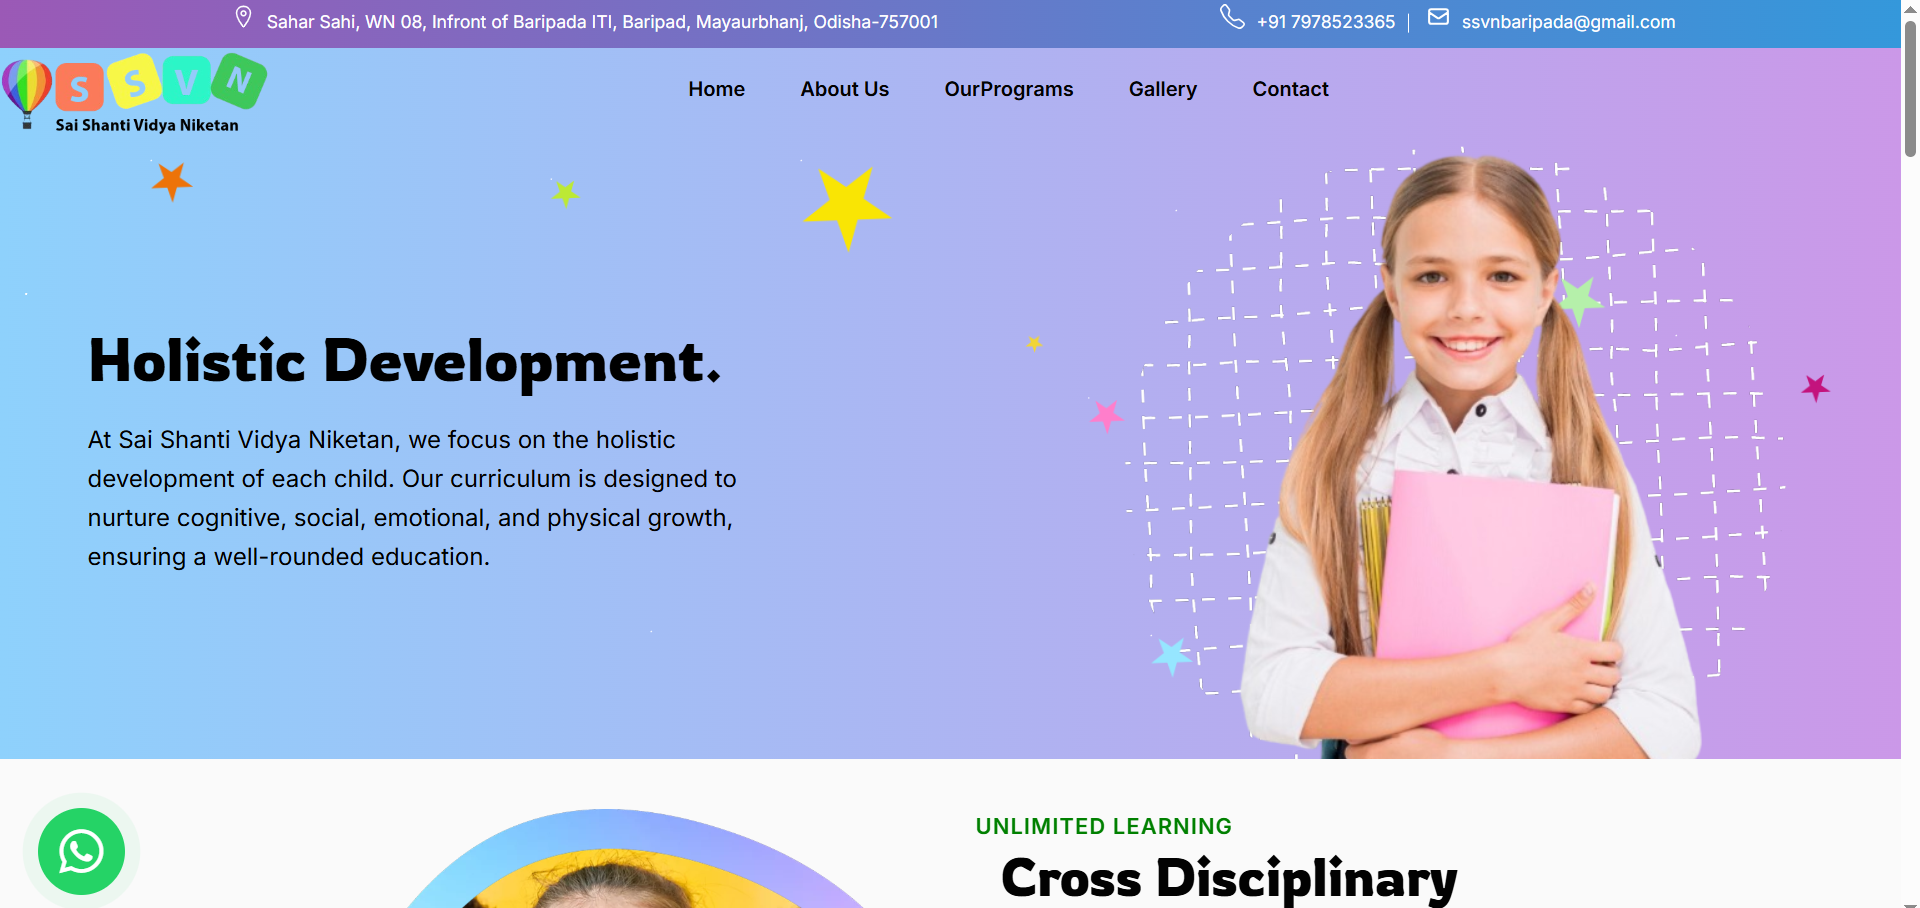 Sahar Sahi, WN 08, Infront of Baripada ITI, Baripad, Mayaurbhanj, Odisha-757001
+91 7978523365
ssvnbaripada@gmail.com
S S V N
Sai Shanti Vidya Niketan
Home
About Us
OurPrograms
Gallery
Contact
Holistic Development.
At Sai Shanti Vidya Niketan, we focus on the holistic
development of each child. Our curriculum is designed to
nurture cognitive, social, emotional, and physical growth,
ensuring a well-rounded education.
UNLIMITED LEARNING
Cross Disciplinary